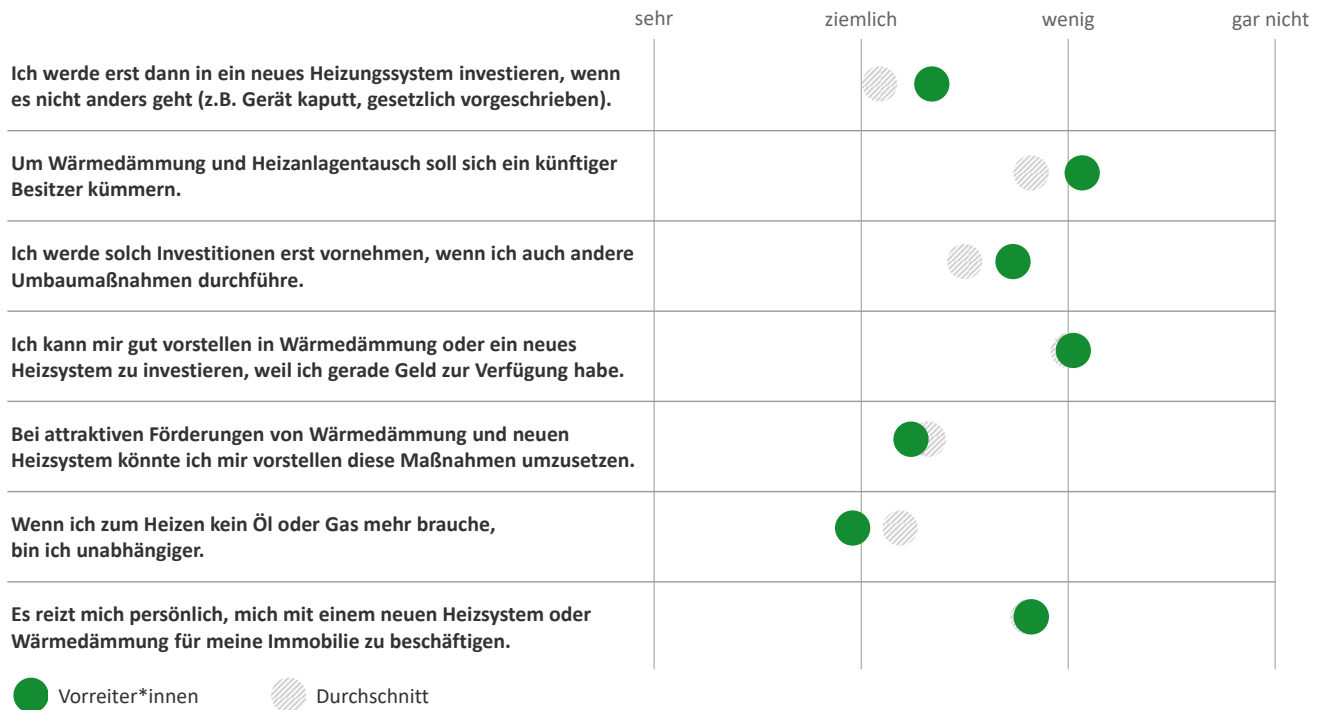 sehr ziemlich wenig gar nicht
Ich werde erst dann in ein neues Heizungssystem investieren, wenn
es nicht anders geht (z.B. Gerät kaputt, gesetzlich vorgeschrieben).
Um Wärmedämmung und Heizanlagentausch soll sich ein künftiger
Besitzer kümmern.
Ich werde solch Investitionen erst vornehmen, wenn ich auch andere
Umbaumaßnahmen durchführe.
Ich kann mir gut vorstellen in Wärmedämmung oder ein neues
Heizsystem zu investieren, weil ich gerade Geld zur Verfügung habe.
Bei attraktiven Förderungen von Wärmedämmung und neuen
Heizsystem könnte ich mir vorstellen diese Maßnahmen umzusetzen.
Wenn ich zum Heizen kein Öl oder Gas mehr brauche,
bin ich unabhängiger.
Es reizt mich persönlich, mich mit einem neuen Heizsystem oder
Wärmedämmung für meine Immobilie zu beschäftigen.
Vorreiter*innen Durchschnitt